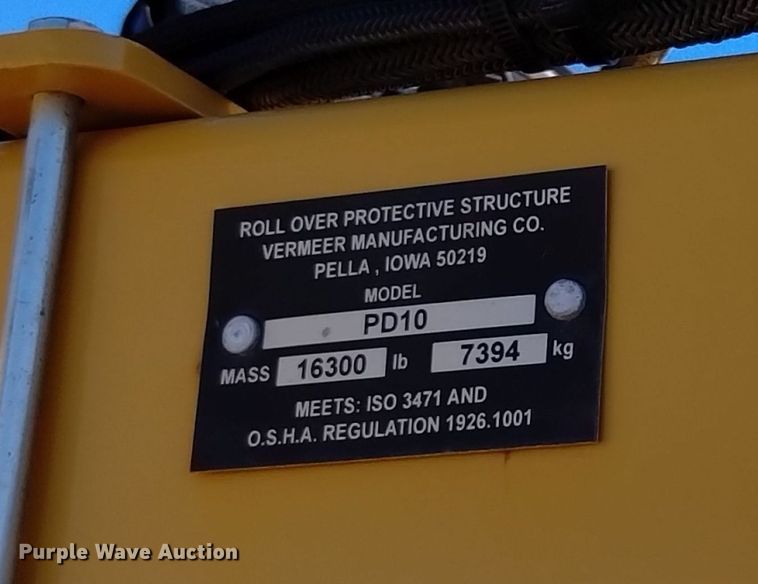 ROLL OVER PROTECTIVE STRUCTURE
VERMEER MANUFACTURING CO.
PELLA , IOWA 50219
MODEL
PD10
MASS 16300 lb 7394 kg
MEETS: ISO 3471 AND
O.S.H.A. REGULATION 1926.1001
Purple Wave Auction